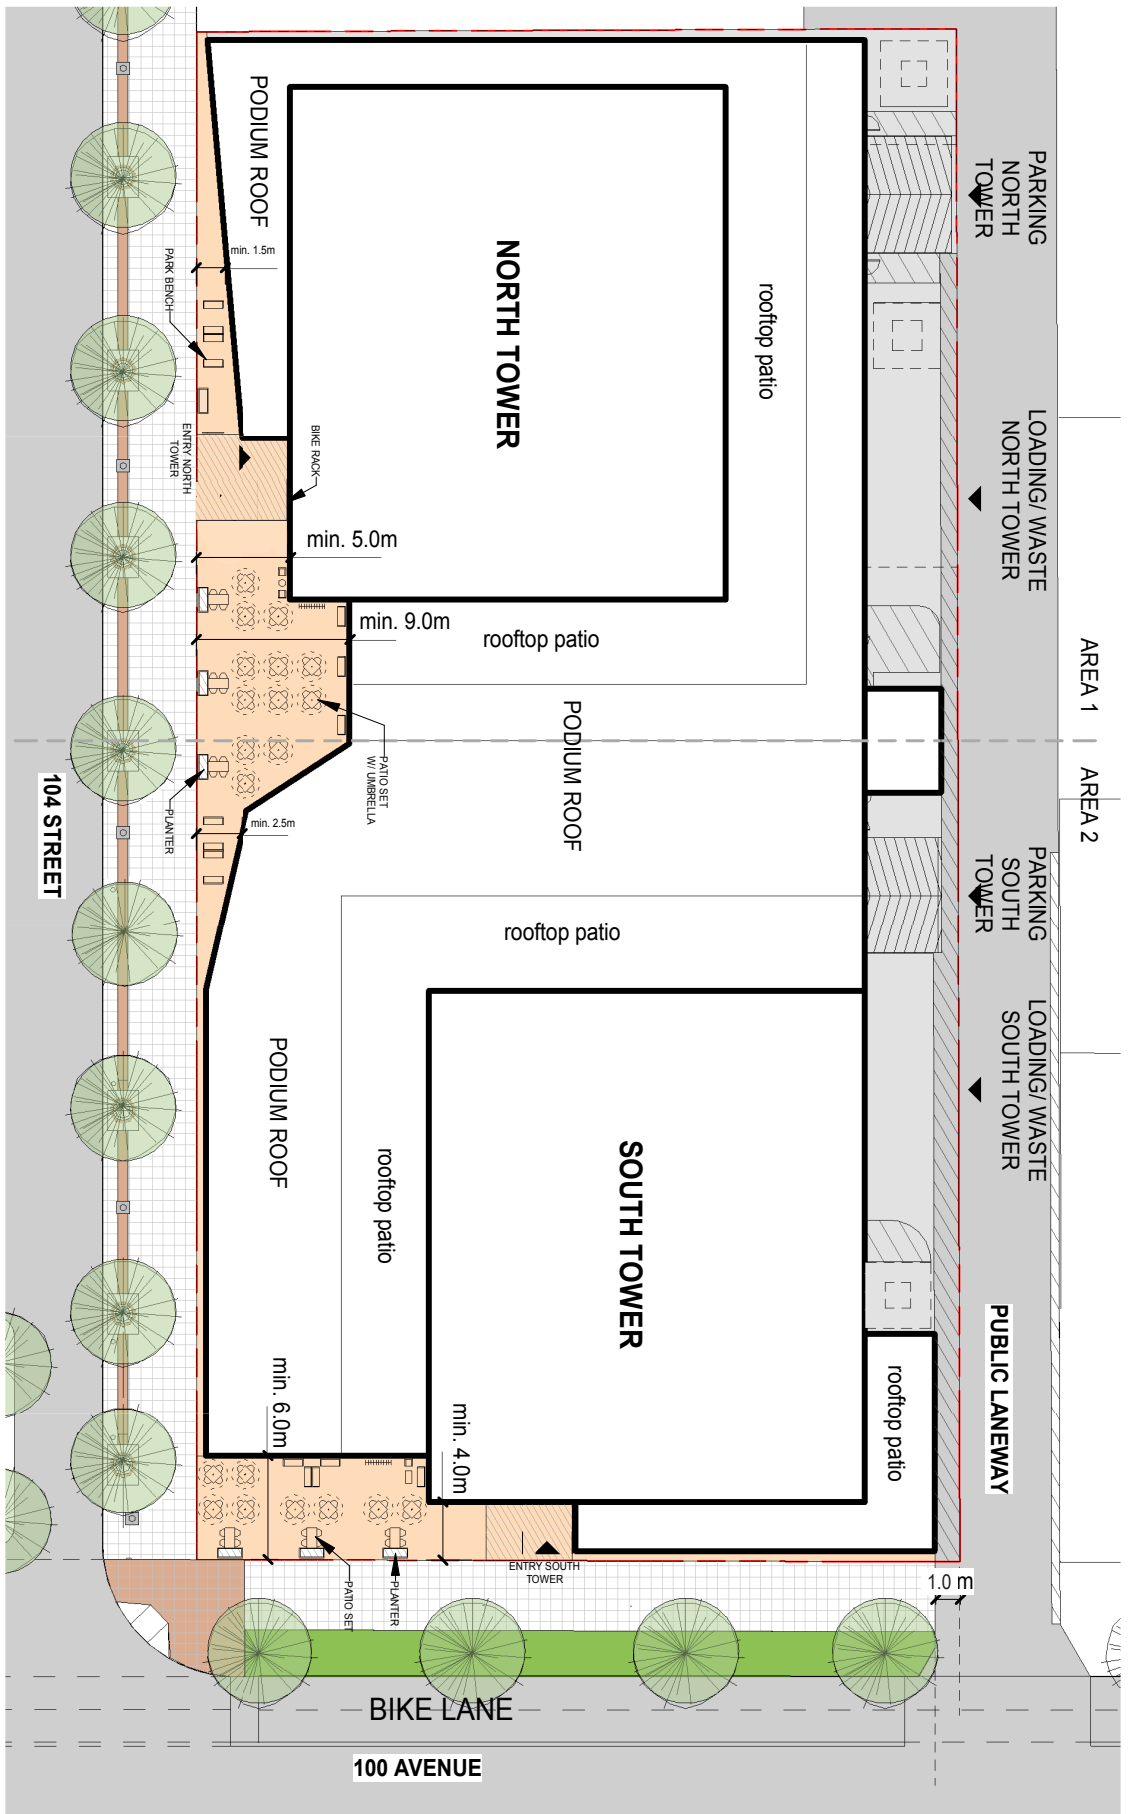 PODIUM ROOF
PARKING
NORTH
TOWER
min. 1.5m
PARK BENCH
NORTH TOWER
rooftop patio
ENTRY NORTH
TOWER
BIKE RACK
LOADING/ WASTE
NORTH TOWER
min. 5.0m
min. 9.0m
rooftop patio
AREA 1
PODIUM ROOF
AREA 2
PATIO SET
W/ UMBRELLA
104 STREET
PLANTER
min. 2.5m
PARKING
SOUTH
TOWER
rooftop patio
LOADING/ WASTE
SOUTH TOWER
PODIUM ROOF
rooftop patio
SOUTH TOWER
PUBLIC LANEWAY
rooftop patio
min. 6.0m
min. 4.0m
ENTRY SOUTH
TOWER
PATIO SET
PLANTER
1.0 m
BIKE LANE
100 AVENUE